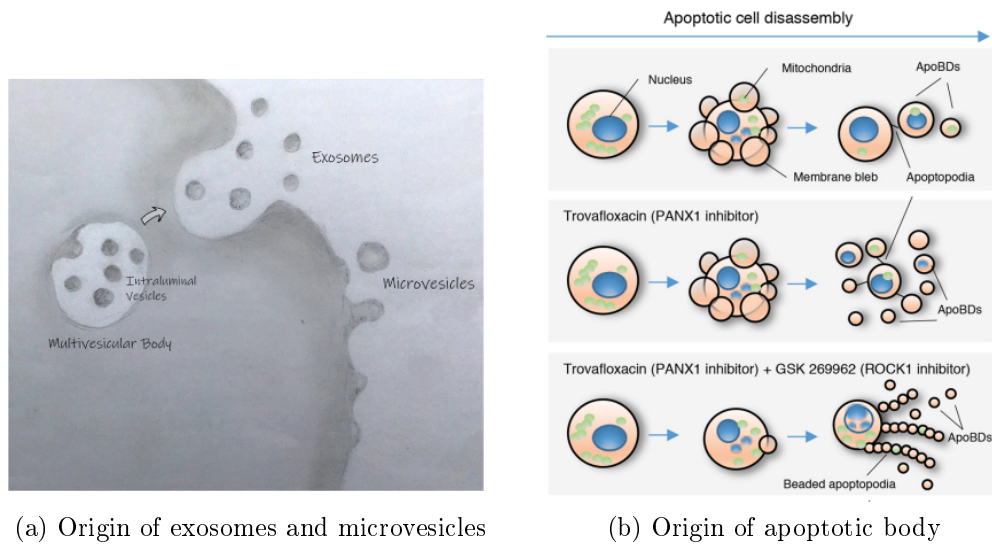 Exosomes
Microvesicles
Intraluminal
Vesicles
Multivesicular Body
(a) Origin of exosomes and microvesicles
Apoptotic cell disassembly
Nucleus
Mitochondria
ApoBDs
Membrane bleb
Apoptopodia
Trovafloxacin (PANX1 inhibitor)
ApoBDs
Trovafloxacin (PANX1 inhibitor) + GSK 269962 (ROCK1 inhibitor)
ApoBDs
Beaded apoptopodia
(b) Origin of apoptotic body